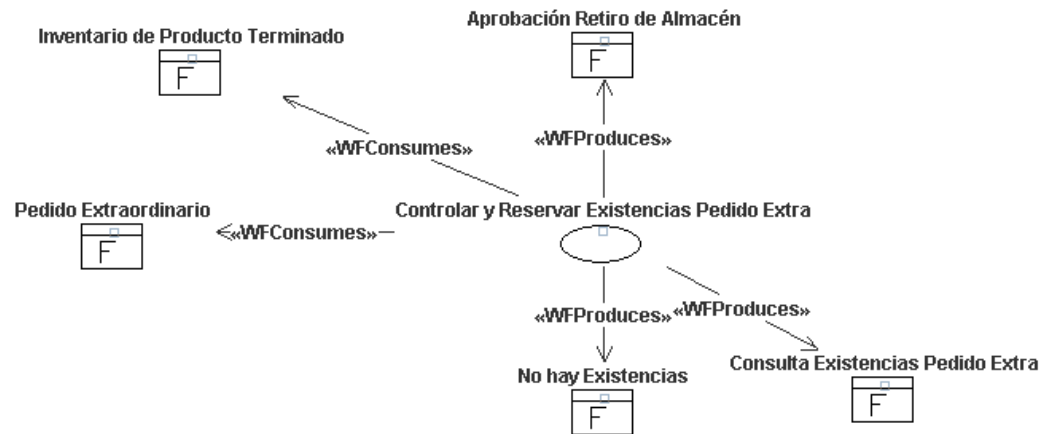 Aprobación Retiro de Almacén
Inventario de Producto Terminado
F
F
«WFConsumes»
«WFProduces»
Pedido Extraordinario
Controlar y Reservar Existencias Pedido Extra
«WFConsumes»
F
«WFProduces»
«WFProduces»
No hay Existencias
Consulta Existencias Pedido Extra
F
F